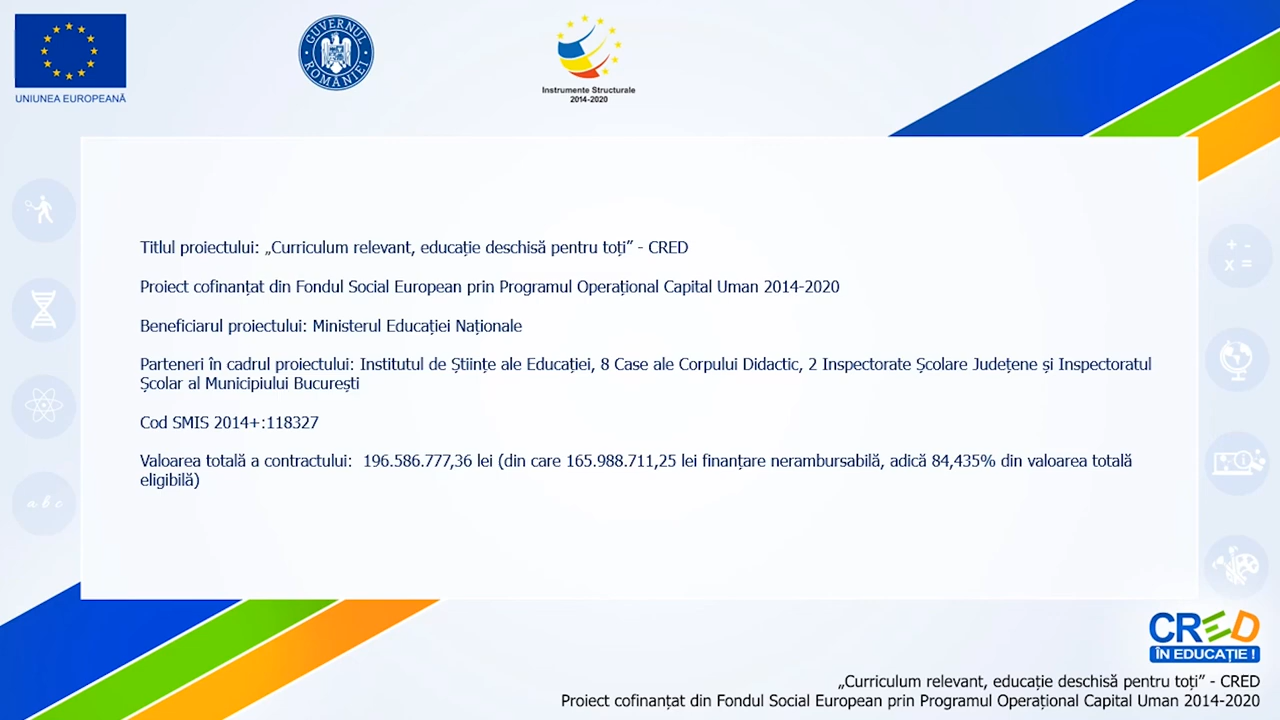 UNIUNEA EUROPEANĂ
GUVERNUL ROMÂNIEI
Instrumente Structurale
2014-2020
Titlul proiectului: „Curriculum relevant, educație deschisă pentru toți” - CRED
Proiect cofinanțat din Fondul Social European prin Programul Operațional Capital Uman 2014-2020
Beneficiarul proiectului: Ministerul Educației Naționale
Parteneri în cadrul proiectului: Institutul de Științe ale Educației, 8 Case ale Corpului Didactic, 2 Inspectorate Școlare Județene și Inspectoratul
Școlar al Municipiului București
Cod SMIS 2014+:118327
Valoarea totală a contractului:  196.586.777,36 lei (din care 165.988.711,25 lei finanțare nerambursabilă, adică 84,435% din valoarea totală
eligibilă)
+ -
x =
a b c
CRED
ÎN EDUCAȚIE !
„Curriculum relevant, educație deschisă pentru toți” - CRED
Proiect cofinanțat din Fondul Social European prin Programul Operațional Capital Uman 2014-2020